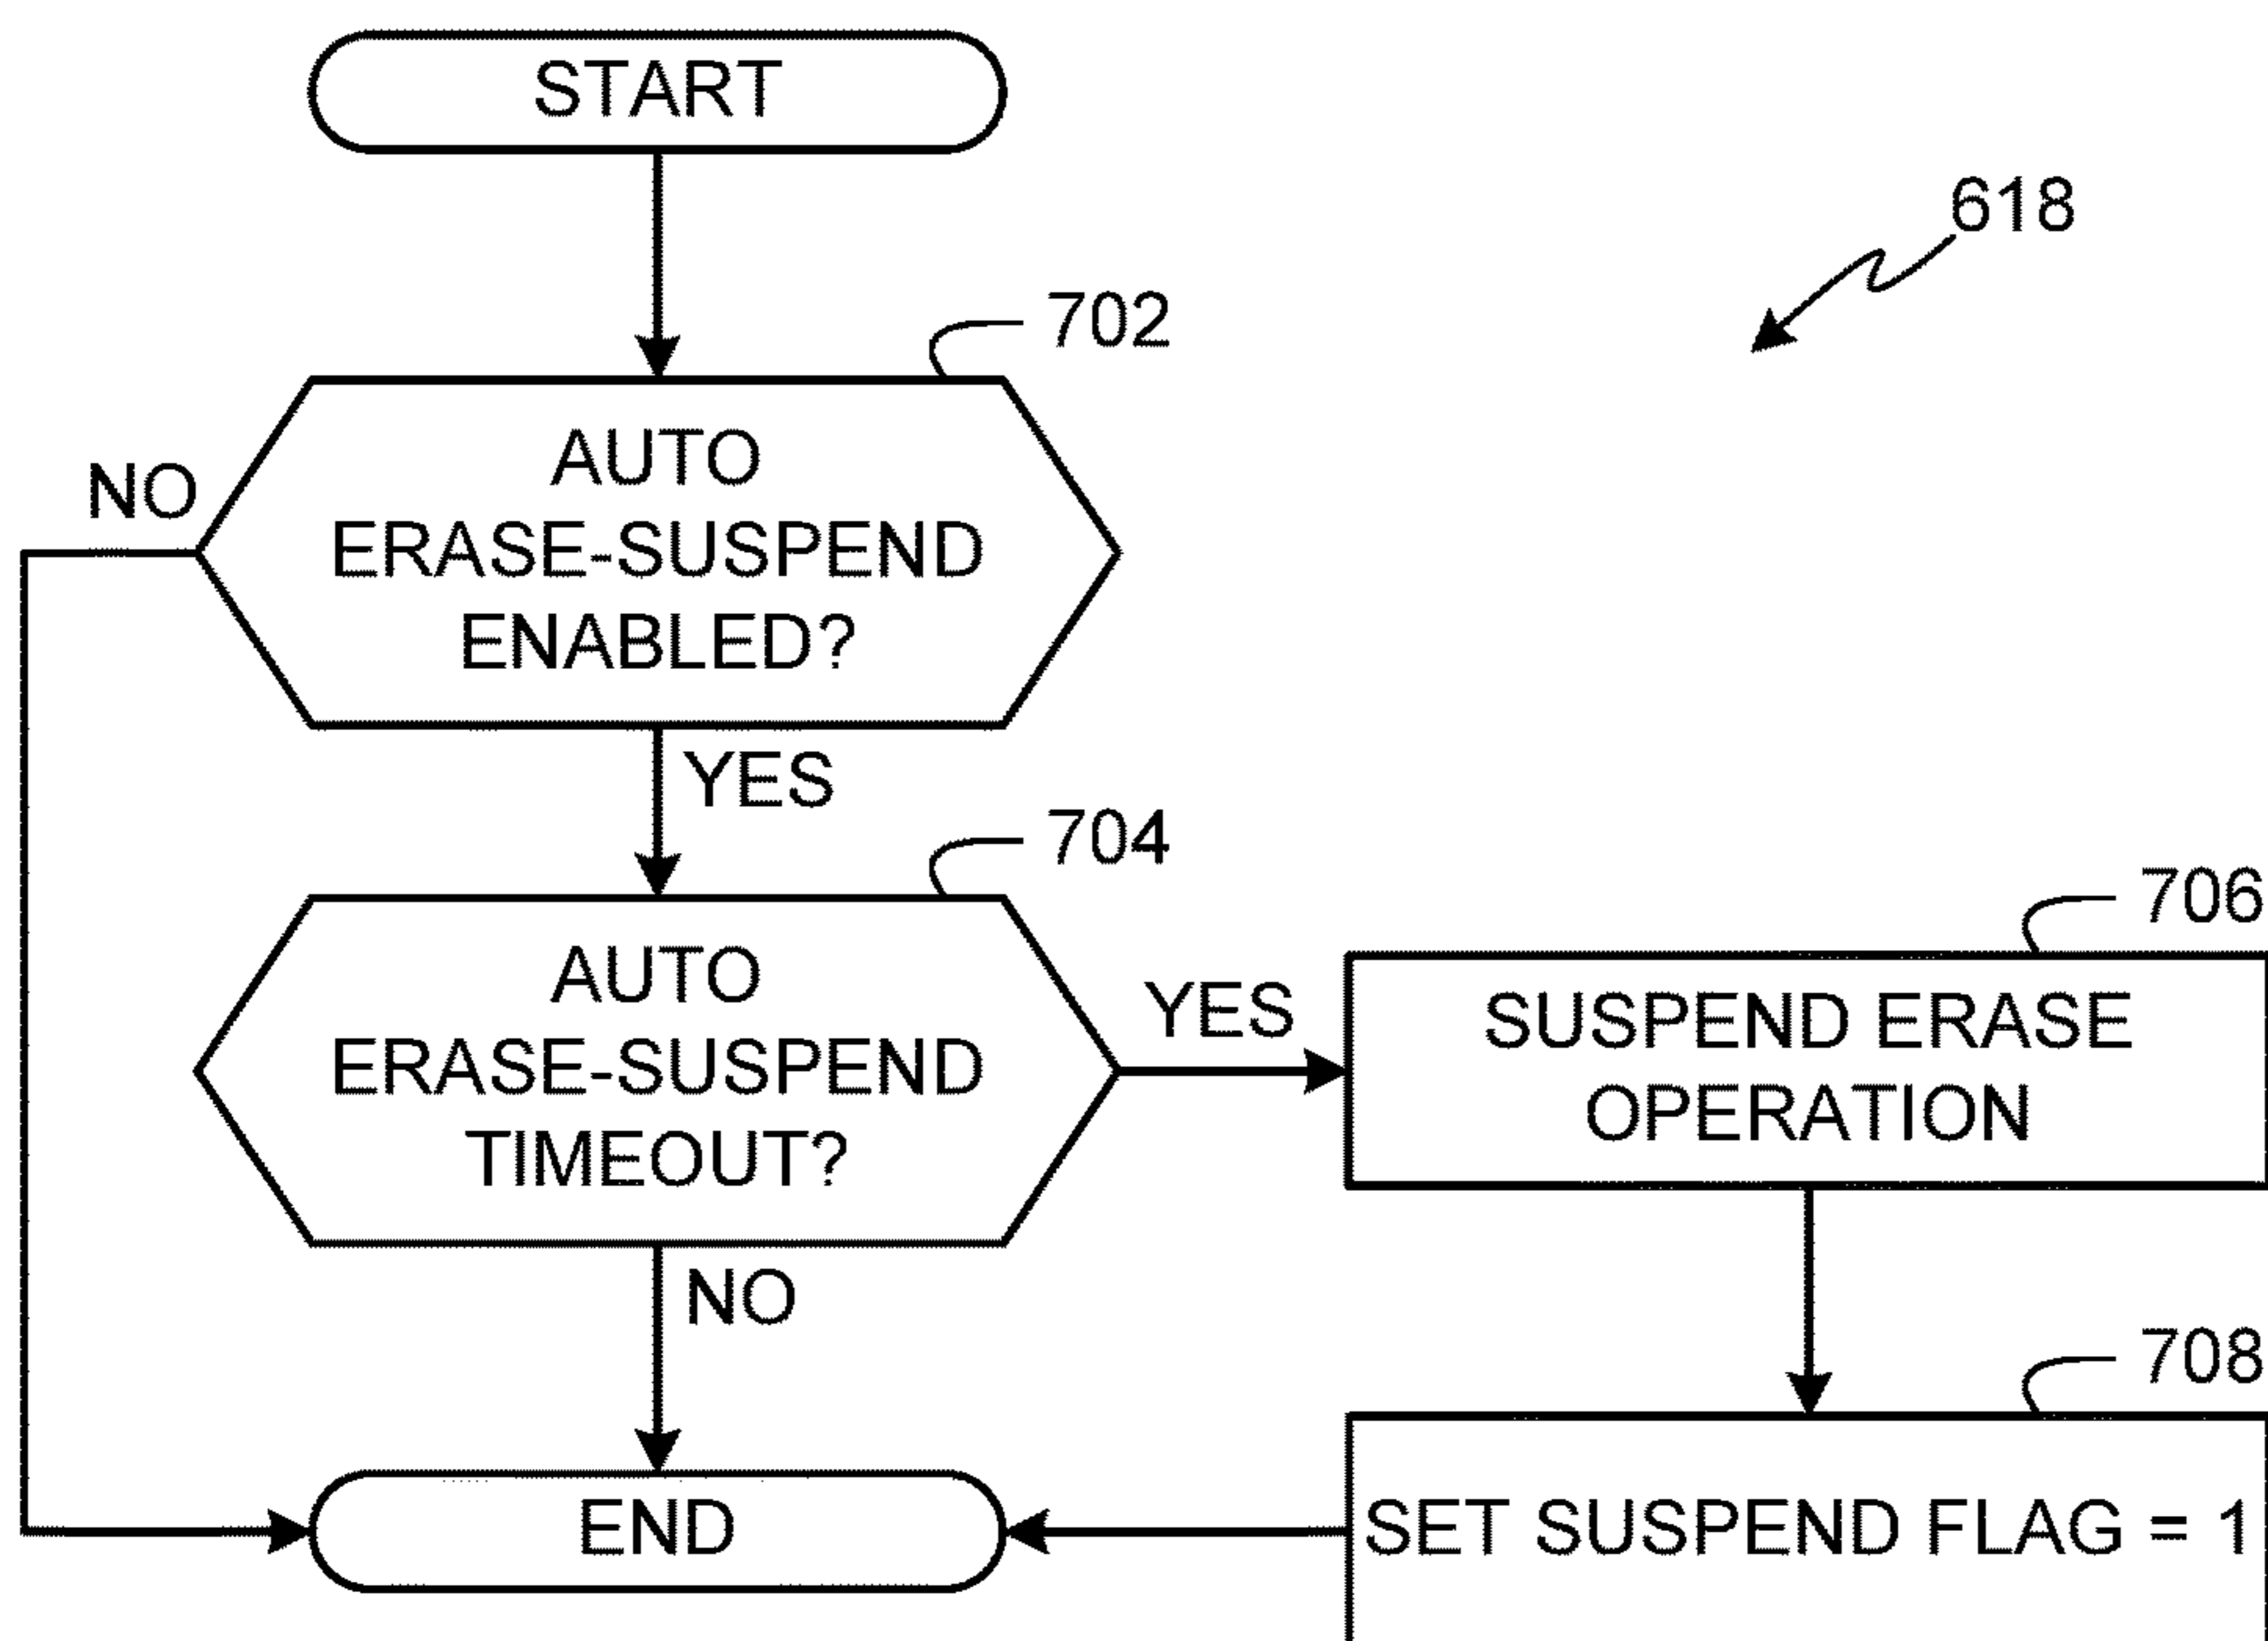 START
618
702
AUTO
ERASE-SUSPEND
ENABLED?
NO
YES
704
AUTO
ERASE-SUSPEND
TIMEOUT?
YES
706
SUSPEND ERASE
OPERATION
NO
708
SET SUSPEND FLAG = 1
END